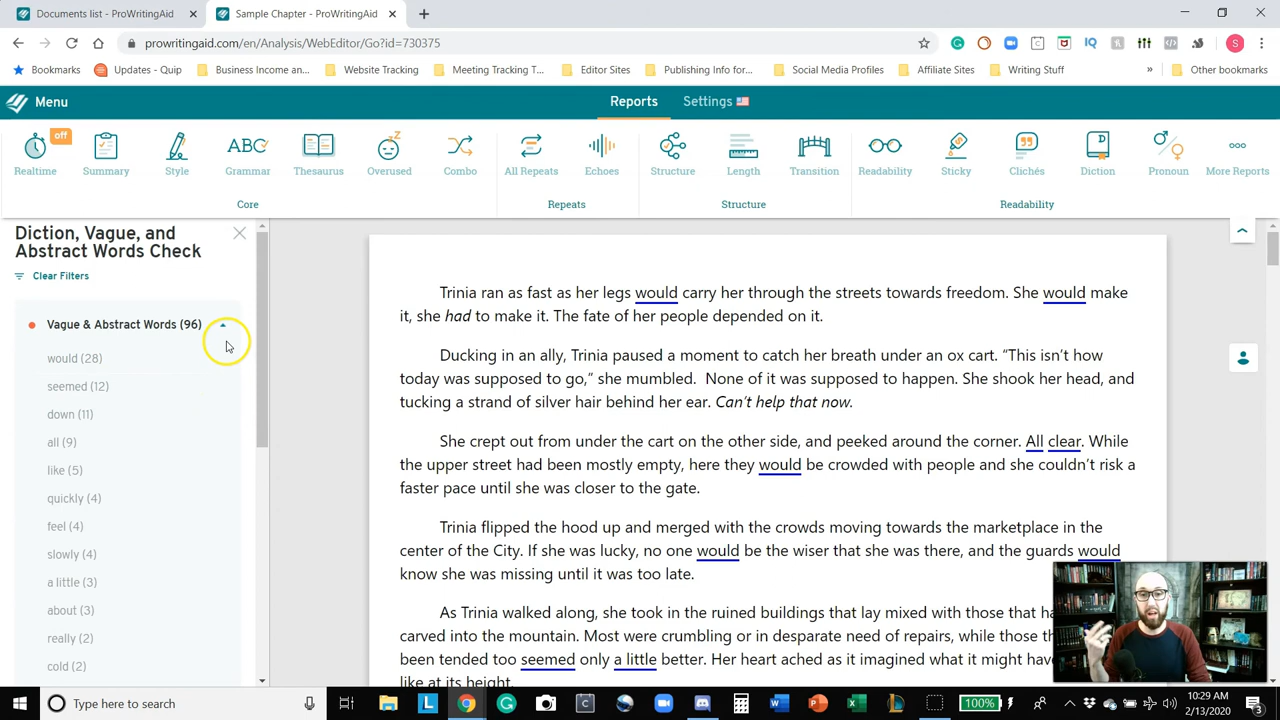 Documents list - ProWritingAid
Sample Chapter - ProWritingAid
prowritingaid.com/en/Analysis/WebEditor/Go?id=730375
Bookmarks
Updates - Quip
Business Income an...
Website Tracking
Meeting Tracking T...
Editor Sites
Publishing Info for...
Social Media Profiles
Affiliate Sites
Writing Stuff
»
Other bookmarks
Menu
Reports
Settings
off
Realtime
Summary
Style
ABC
Grammar
Thesaurus
Overused
Combo
All Repeats
Echoes
Structure
Length
Transition
Readability
Sticky
Clichés
Diction
Pronoun
More Reports
Core
Repeats
Structure
Readability
Diction, Vague, and
Abstract Words Check
Clear Filters
Vague & Abstract Words (96)
would (28)
seemed (12)
down (11)
all (9)
like (5)
quickly (4)
feel (4)
slowly (4)
a little (3)
about (3)
really (2)
cold (2)
Trinia ran as fast as her legs would carry her through the streets towards freedom. She would make
it, she had to make it. The fate of her people depended on it.
Ducking in an ally, Trinia paused a moment to catch her breath under an ox cart. “This isn’t how
today was supposed to go,” she mumbled.  None of it was supposed to happen. She shook her head, and
tucking a strand of silver hair behind her ear. Can’t help that now.
She crept out from under the cart on the other side, and peeked around the corner. All clear. While
the upper street had been mostly empty, here they would be crowded with people and she couldn’t risk a
faster pace until she was closer to the gate.
Trinia flipped the hood up and merged with the crowds moving towards the marketplace in the
center of the City. If she was lucky, no one would be the wiser that she was there, and the guards would
know she was missing until it was too late.
As Trinia walked along, she took in the ruined buildings that lay mixed with those that
carved into the mountain. Most were crumbling or in desparate need of repairs, while those
been tended too seemed only a little better. Her heart ached as it imagined what it might
like at its height.
Type here to search
100%
10:29 AM
2/13/2020
3